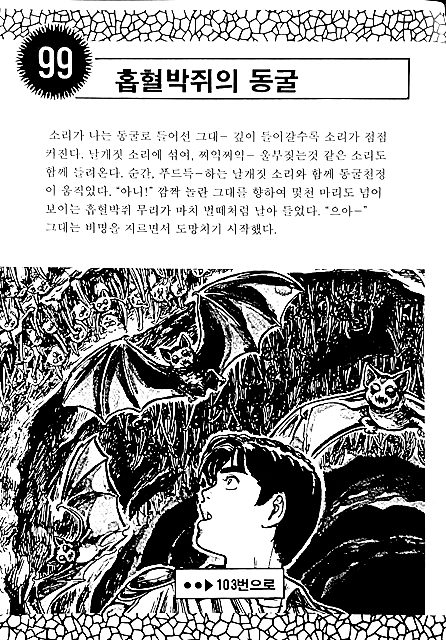 99
흡혈박쥐의 동굴
소리가 나는 동굴로 들어선 그대— 깊이 들어갈수록 소리가 점점
커진다. 날개짓 소리에 섞여, 찌익찌익— 울부짖는것 같은 소리도
함께 들려온다. 순간, 푸드득—하는 날개짓 소리와 함께 동굴천정
이 움직였다. “아니!” 깜짝 놀란 그대를 향하여 몇천 마리도 넘어
보이는 흡혈박쥐 무리가 마치 벌떼처럼 날아 들었다. “으아—”
그대는 비명을 지르면서 도망치기 시작했다.
●●▶103번으로